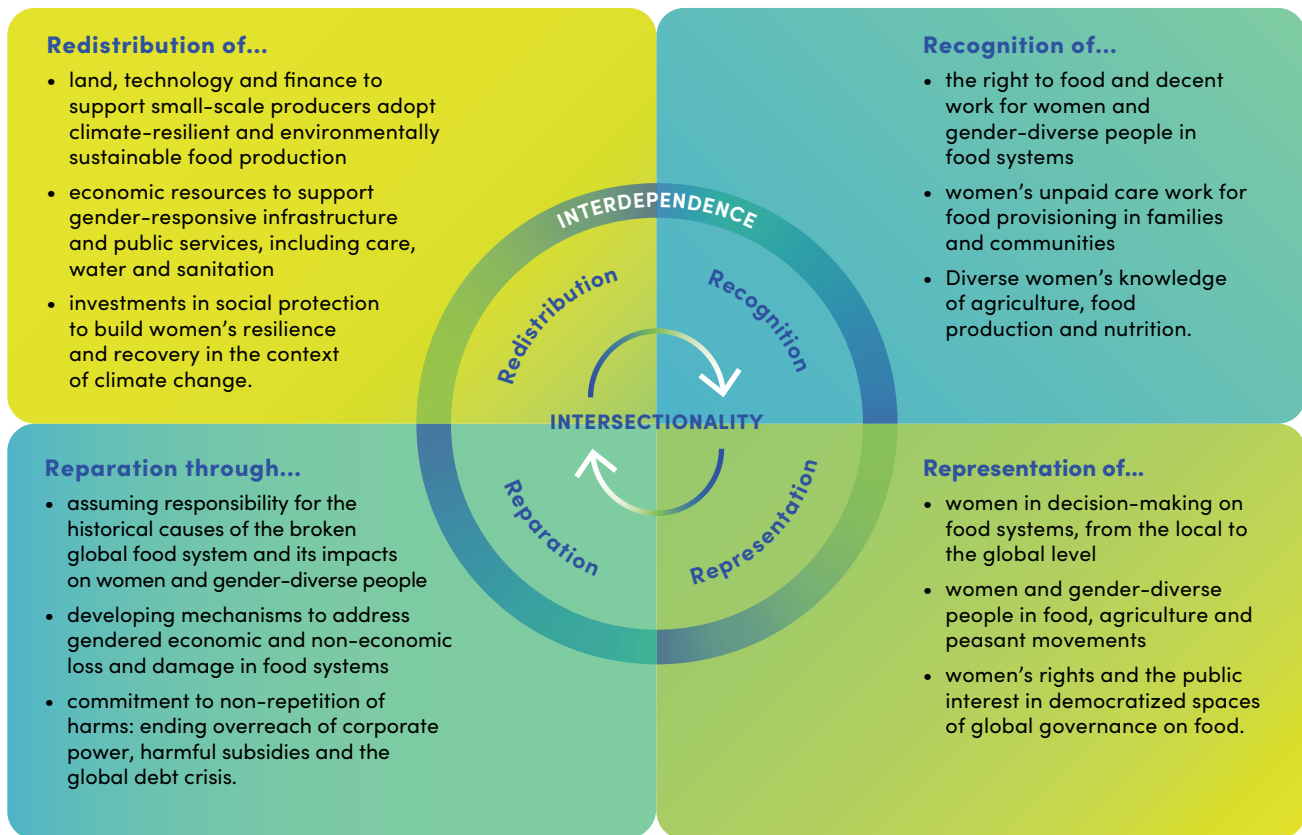 Redistribution of...
• land, technology and finance to
support small-scale producers adopt
climate-resilient and environmentally
sustainable food production
• economic resources to support
gender-responsive infrastructure
and public services, including care,
water and sanitation
• investments in social protection
to build women’s resilience
and recovery in the context
of climate change.
Recognition of...
• the right to food and decent
work for women and
gender-diverse people in
food systems
• women’s unpaid care work for
food provisioning in families
and communities
• Diverse women’s knowledge
of agriculture, food
production and nutrition.
INTERDEPENDENCE
Redistribution
Recognition
INTERSECTIONALITY
Reparation
Representation
Reparation through...
• assuming responsibility for the
historical causes of the broken
global food system and its impacts
on women and gender-diverse people
• developing mechanisms to address
gendered economic and non-economic
loss and damage in food systems
• commitment to non-repetition of
harms: ending overreach of corporate
power, harmful subsidies and the
global debt crisis.
Representation of...
• women in decision-making on
food systems, from the local to
the global level
• women and gender-diverse
people in food, agriculture and
peasant movements
• women’s rights and the public
interest in democratized spaces
of global governance on food.